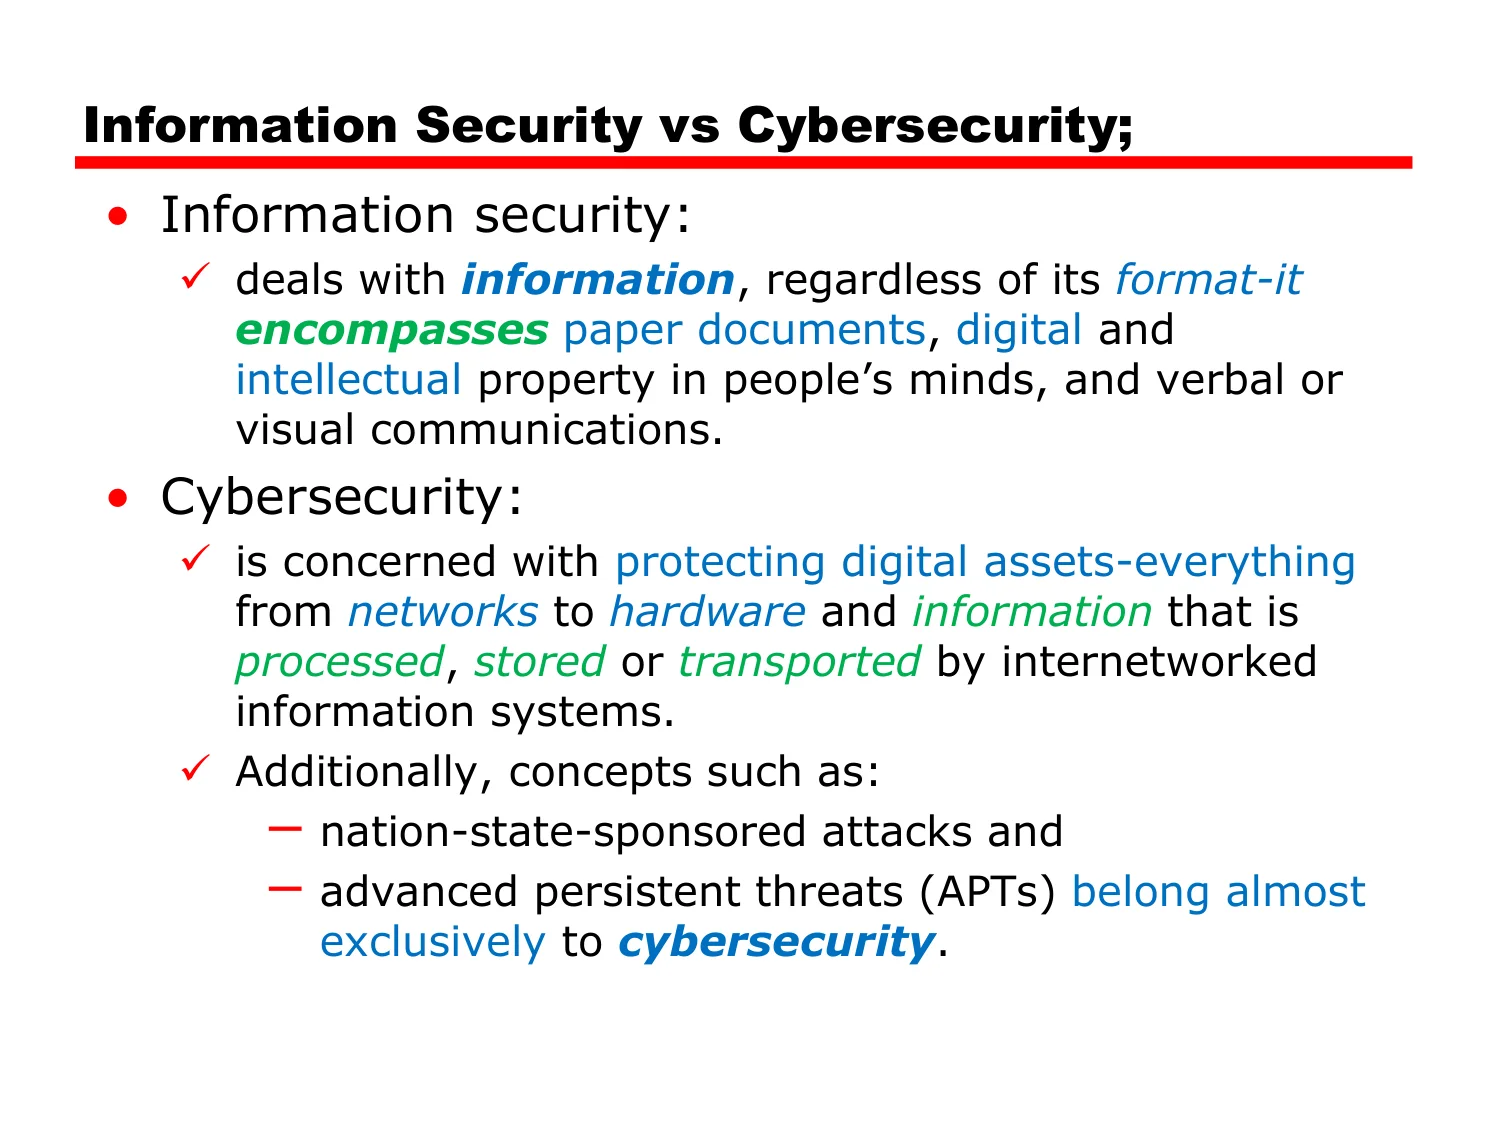 Information Security vs Cybersecurity;
• Information security:
✓ deals with information, regardless of its format-it
encompasses paper documents, digital and
intellectual property in people’s minds, and verbal or
visual communications.
• Cybersecurity:
✓ is concerned with protecting digital assets-everything
from networks to hardware and information that is
processed, stored or transported by internetworked
information systems.
✓ Additionally, concepts such as:
– nation-state-sponsored attacks and
– advanced persistent threats (APTs) belong almost
exclusively to cybersecurity.